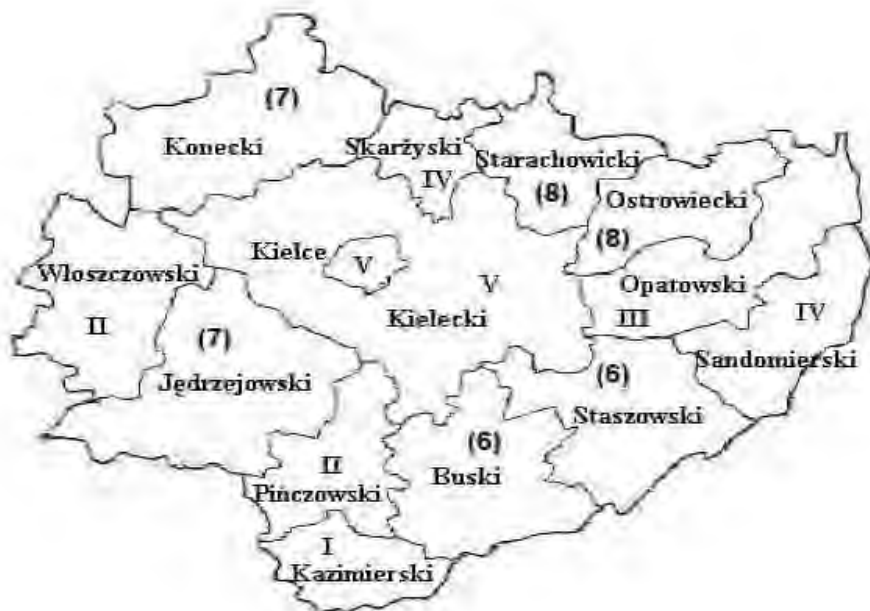 (7)
Konecki
Skarżyski
IV
Starachowicki
(8)
Ostrowiecki
(8)
Kielce
V
V
Kielecki
Włoszczowski
II
Opatowski
III
IV
Sandomierski
(7)
Jędrzejowski
(6)
Staszowski
(6)
Buski
II
Pińczowski
I
Kazimierski